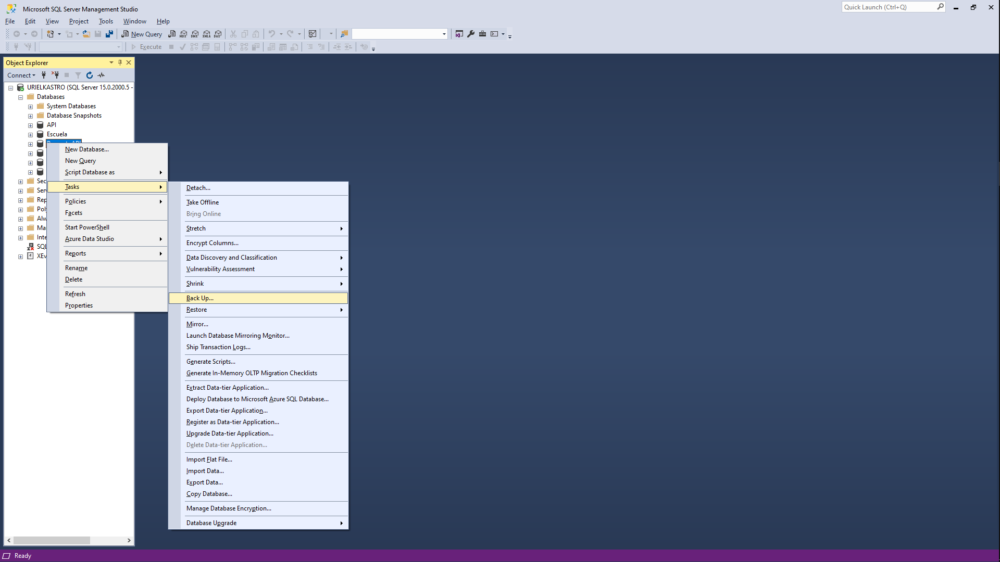 Microsoft SQL Server Management Studio
Quick Launch (Ctrl+Q)
File Edit View Project Tools Window Help
New Query MDX DMX XMLA DAX
Execute
Object Explorer
Connect
URIELKASTRO (SQL Server 15.0.2000.5 -
Databases
System Databases
Database Snapshots
API
Escuela
New Database...
New Query
Script Database as
Sec
Tasks
Detach...
Ser
Rep
Policies
Take Offline
Pol
Facets
Bring Online
Alw
Ma
Start PowerShell
Stretch
Inte
Azure Data Studio
Encrypt Columns...
SQL
XEv
Reports
Data Discovery and Classification
Rename
Vulnerability Assessment
Delete
Shrink
Refresh
Back Up...
Properties
Restore
Mirror...
Launch Database Mirroring Monitor...
Ship Transaction Logs...
Generate Scripts...
Generate In-Memory OLTP Migration Checklists
Extract Data-tier Application...
Deploy Database to Microsoft Azure SQL Database...
Export Data-tier Application...
Register as Data-tier Application...
Upgrade Data-tier Application...
Delete Data-tier Application...
Import Flat File...
Import Data...
Export Data...
Copy Database...
Manage Database Encryption...
Database Upgrade
Ready